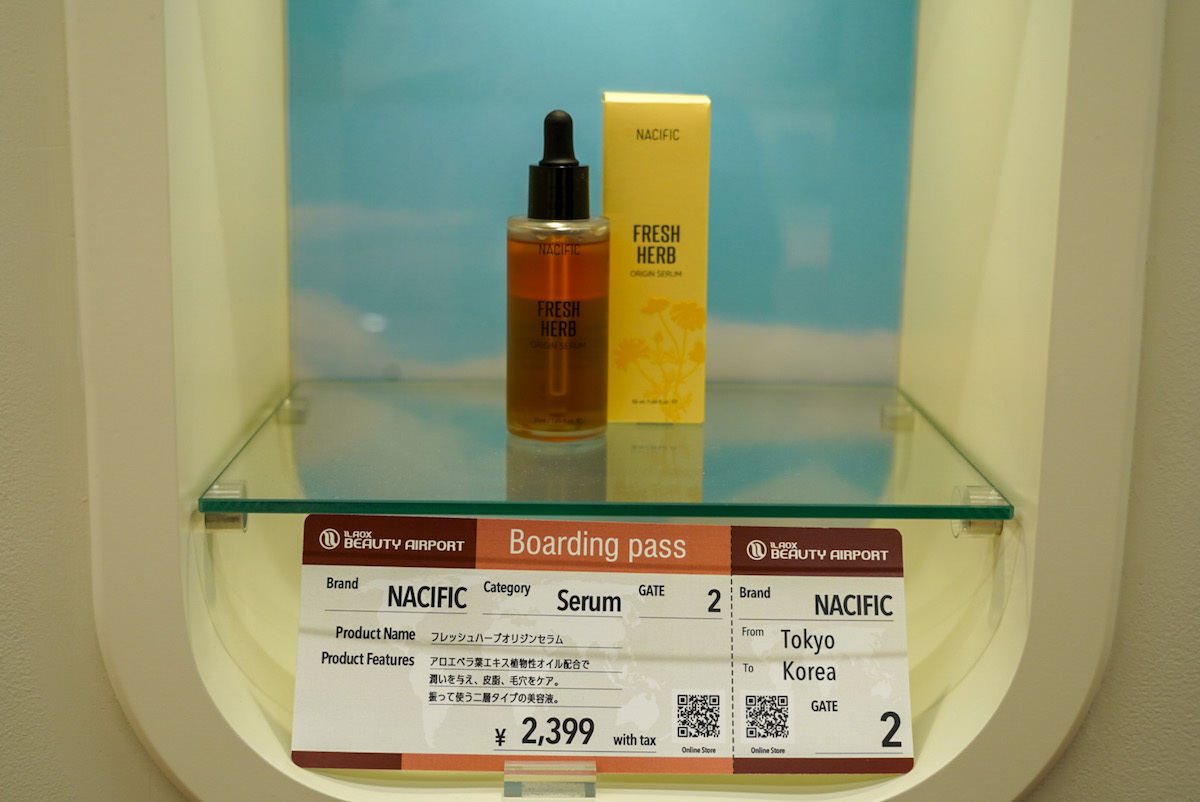 NACIFIC
FRESH
HERB
ORIGIN SERUM
NACIFIC
FRESH
HERB
ORIGIN SERUM
LAOX
BEAUTY AIRPORT
Boarding pass
LAOX
BEAUTY AIRPORT
Brand NACIFIC
Category Serum
GATE 2
Product Name フレッシュハーブオリジンセラム
Product Features アロエベラ葉エキス植物性オイル配合で
潤いを与え、皮脂、毛穴をケア。
振って使う二層タイプの美容液。
¥ 2,399 with tax
Online Store
Brand NACIFIC
From Tokyo
To Korea
GATE 2
Online Store